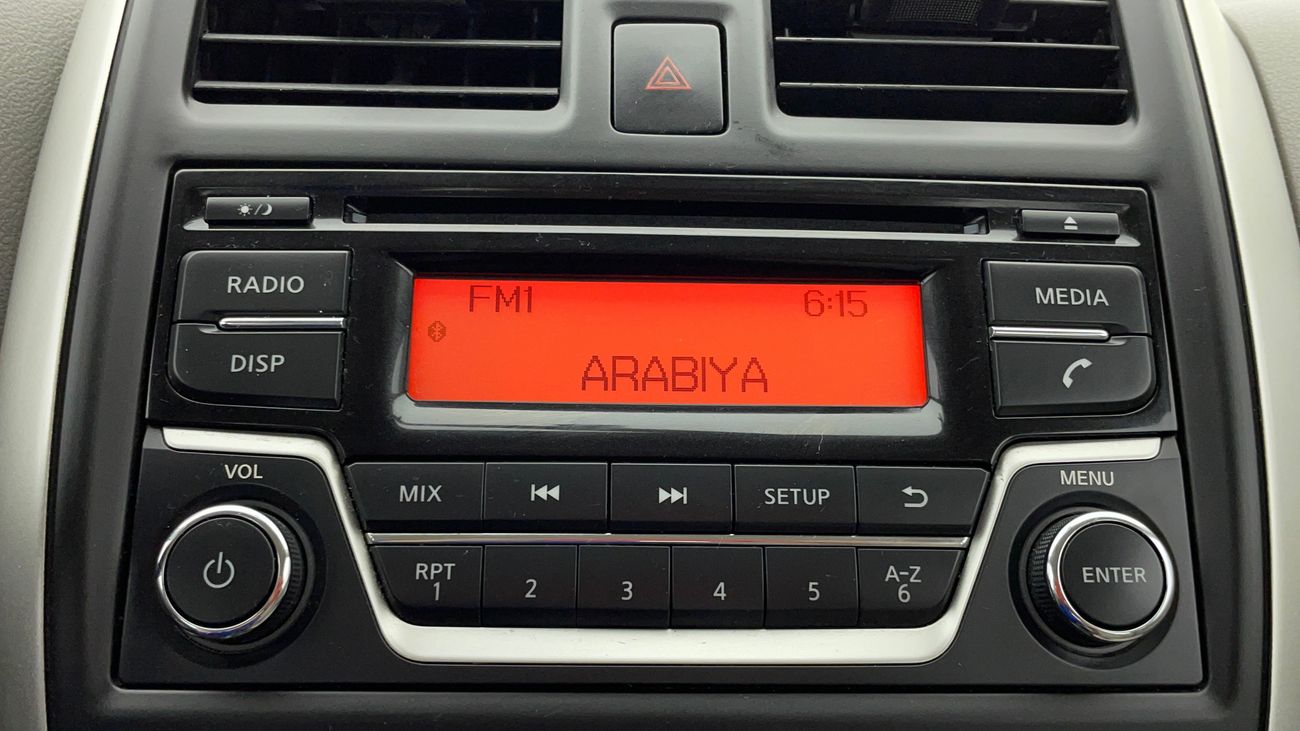 RADIO
DISP
FM1 6:15
ARABIYA
MEDIA
VOL
MENU
MIX SETUP
RPT 1 2 3 4 5 A-Z 6
ENTER